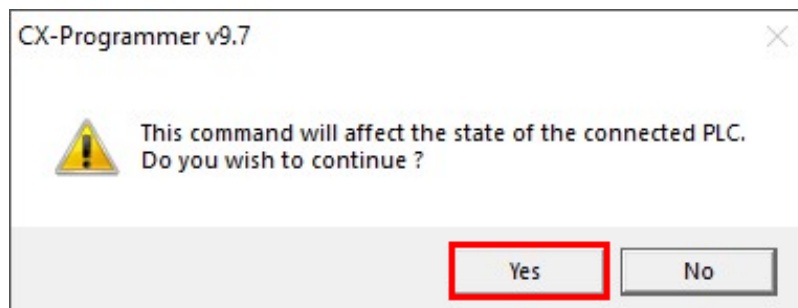 CX-Programmer v9.7
This command will affect the state of the connected PLC.
Do you wish to continue ?
Yes
No